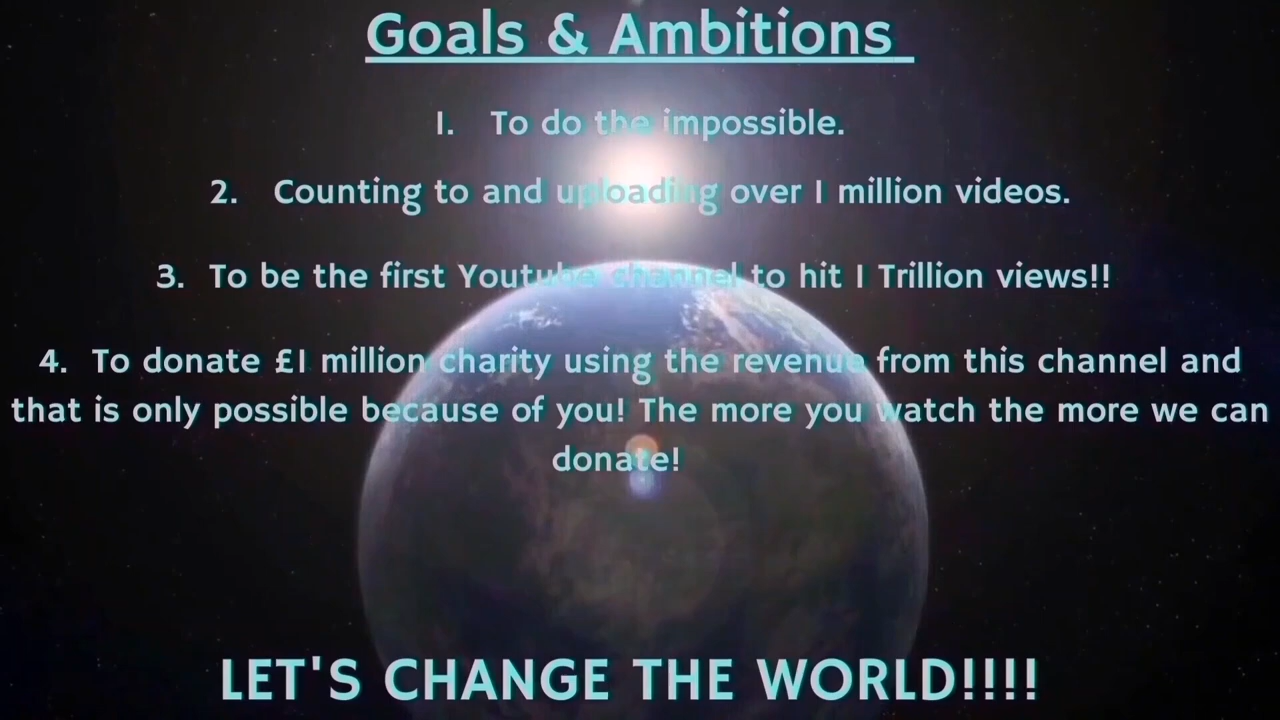 Goals & Ambitions
1. To do the impossible.
2. Counting to and uploading over 1 million videos.
3. To be the first Youtube channel to hit 1 Trillion views!!
4. To donate £1 million charity using the revenue from this channel and
that is only possible because of you! The more you watch the more we can
donate!
LET'S CHANGE THE WORLD!!!!